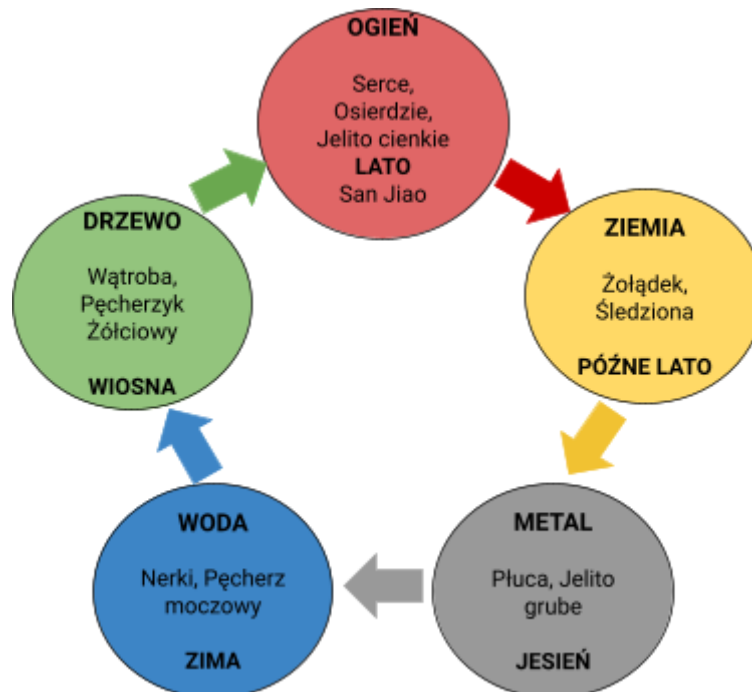 OGIEŃ
Serce,
Osierdzie,
Jelito cienkie
LATO
San Jiao
DRZEWO
Wątroba,
Pęcherzyk
Żółciowy
WIOSNA
ZIEMIA
Żołądek,
Śledziona
PÓŹNE LATO
WODA
Nerki, Pęcherz
moczowy
ZIMA
METAL
Płuca, Jelito
grube
JESIEŃ